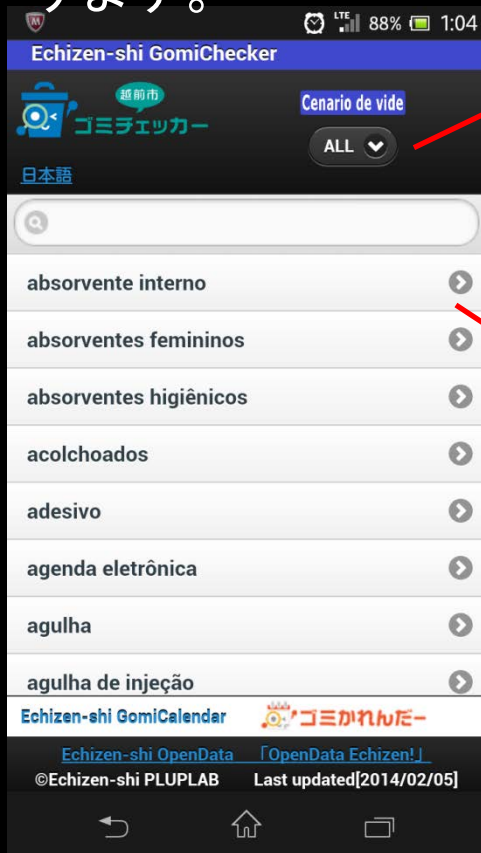 ります。
LTE 88% 1:04
Echizen-shi GomiChecker
越前市
ゴミチェッカー
Cenario de vide
ALL
日本語
absorvente interno
absorventes femininos
absorventes higiênicos
acolchoados
adesivo
agenda eletrônica
agulha
agulha de injeção
Echizen-shi GomiCalendar ゴミかれんだー
Echizen-shi OpenData 「OpenData Echizen!」
©Echizen-shi PLUPLAB Last updated[2014/02/05]